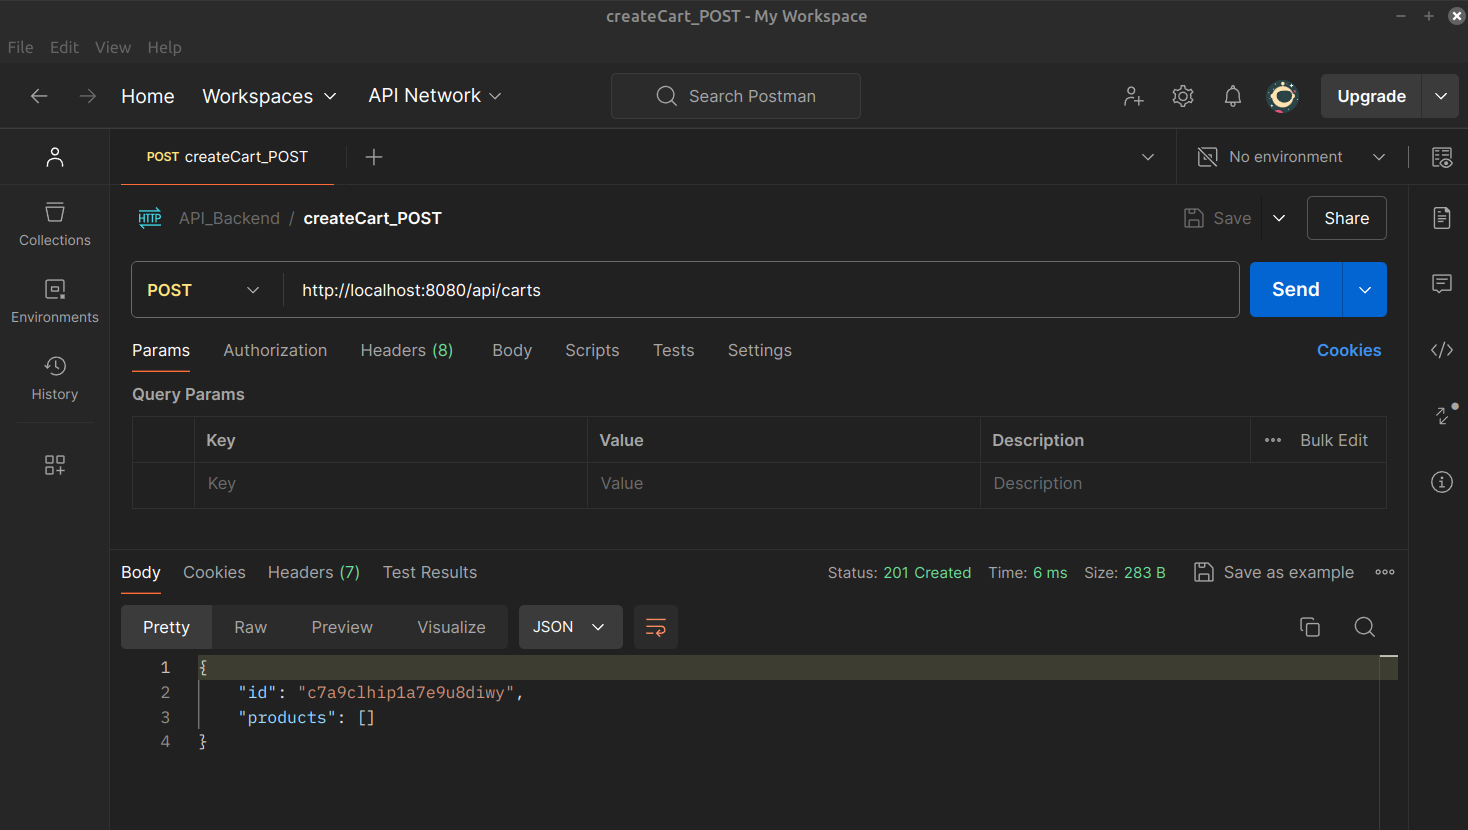 createCart_POST - My Workspace
File Edit View Help
Home Workspaces API Network Search Postman Upgrade
POST createCart_POST No environment
HTTP API_Backend / createCart_POST Save Share
Collections
POST http://localhost:8080/api/carts Send
Environments
Params Authorization Headers (8) Body Scripts Tests Settings Cookies
History
Query Params
Key Value Description Bulk Edit
Key Value Description
Body Cookies Headers (7) Test Results Status: 201 Created Time: 6 ms Size: 283 B Save as example
Pretty Raw Preview Visualize JSON
1 {
2 "id": "c7a9clhip1a7e9u8diwy",
3 "products": []
4 }